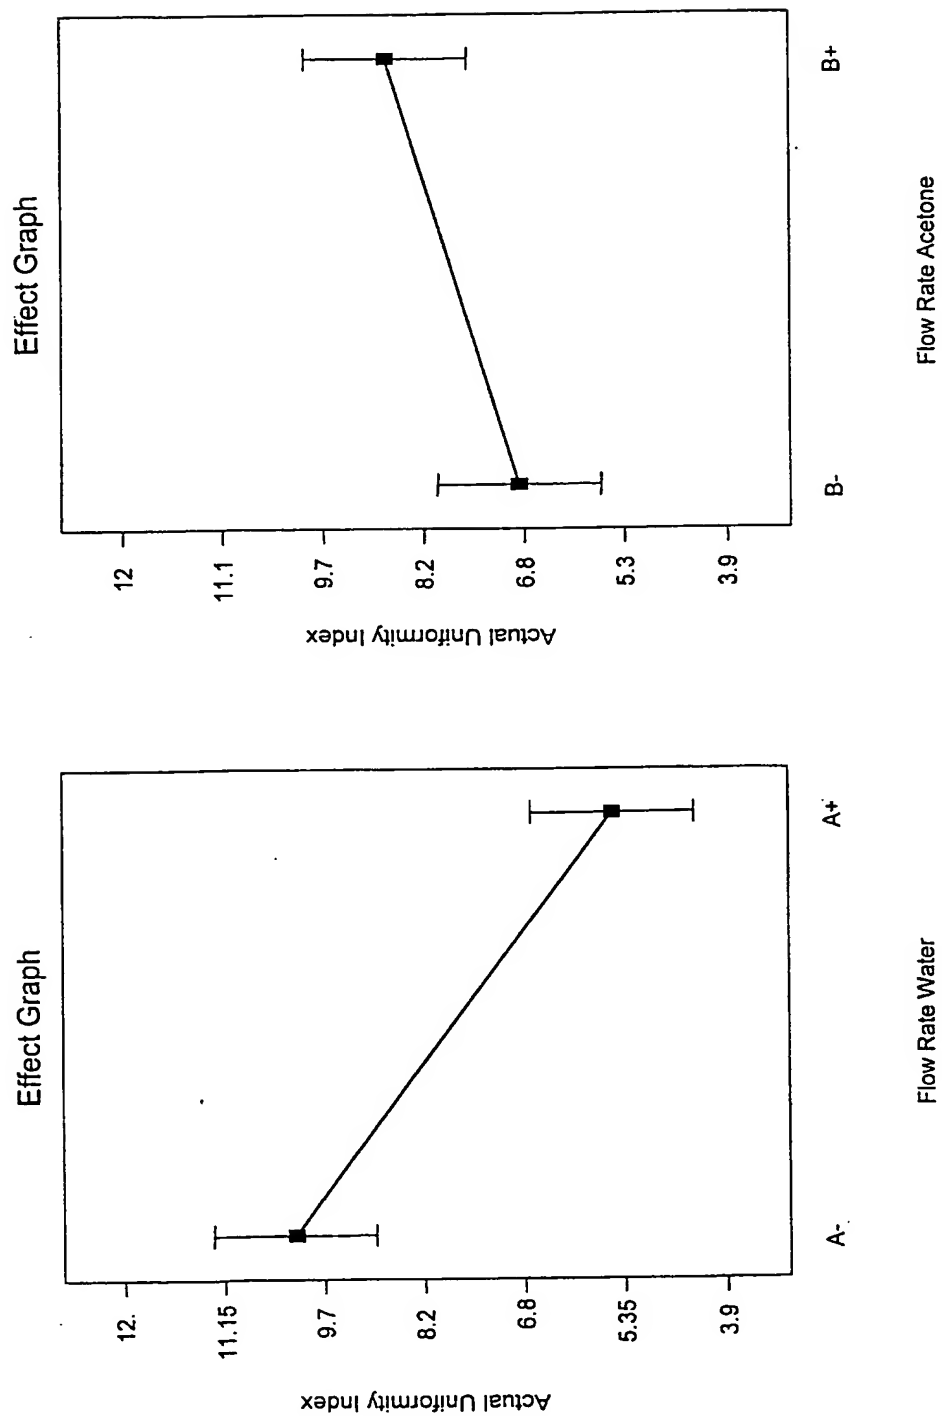 Effect Graph
Actual Uniformity Index
12.
11.15
9.7
8.2
6.8
5.35
3.9
A-
A+
Flow Rate Water
Effect Graph
Actual Uniformity Index
12
11.1
9.7
8.2
6.8
5.3
3.9
B-
B+
Flow Rate Acetone